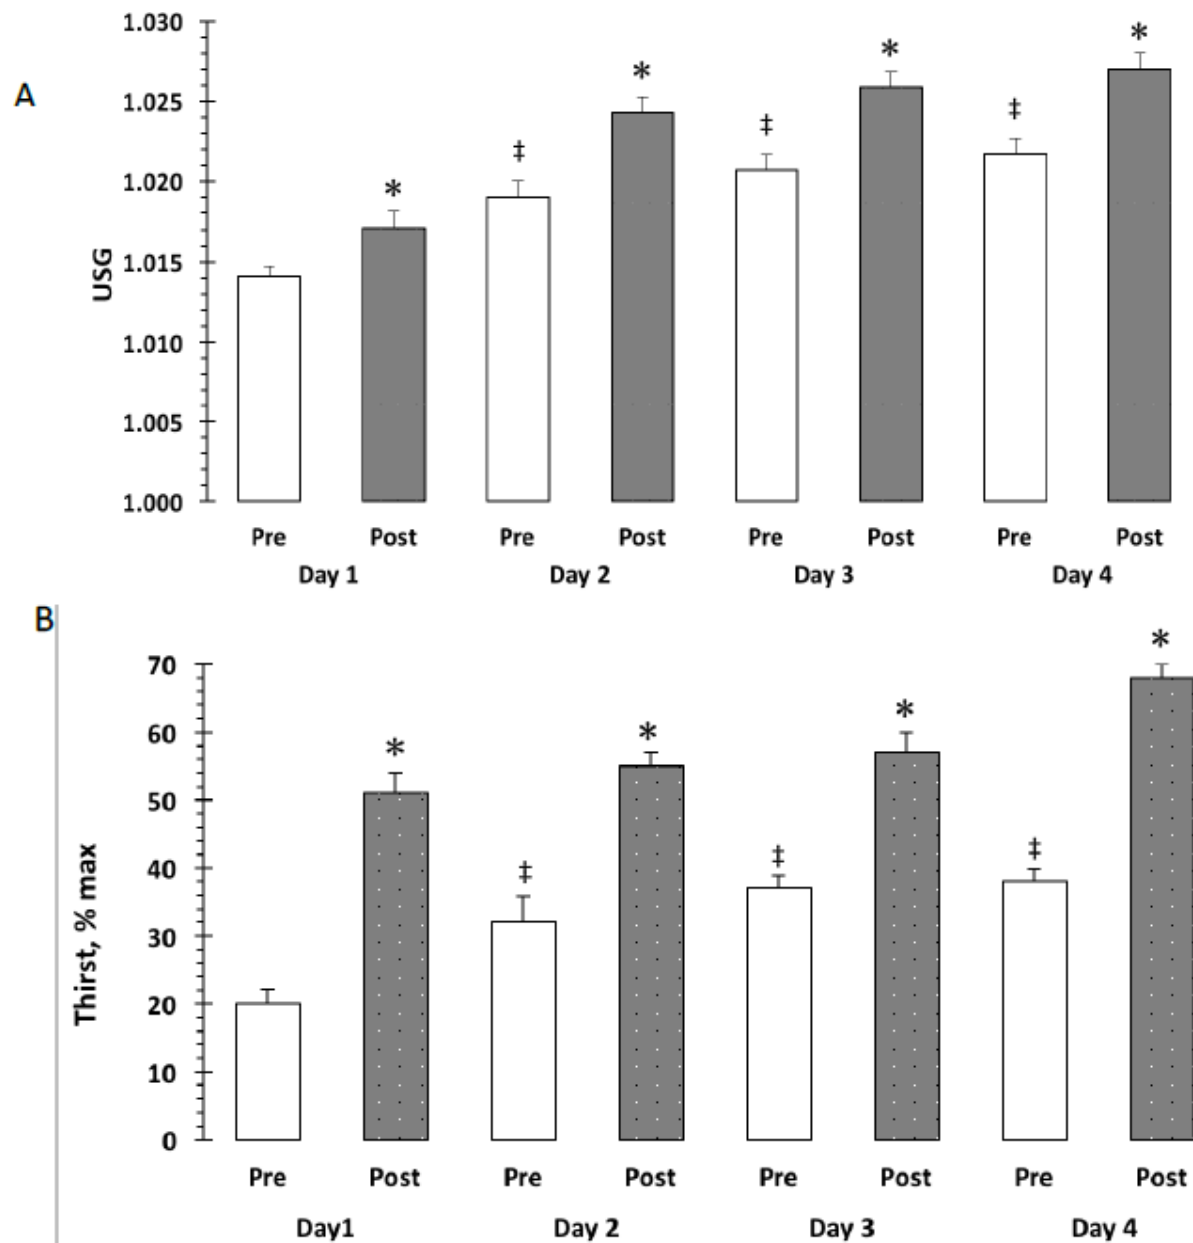 A
USG
1.030
1.025
1.020
1.015
1.010
1.005
1.000
* ‡ * ‡ * ‡ *
Pre Post Pre Post Pre Post Pre Post
Day 1 Day 2 Day 3 Day 4
B
Thirst, % max
70
60
50
40
30
20
10
0
* ‡ * ‡ * ‡ *
Pre Post Pre Post Pre Post Pre Post
Day1 Day 2 Day 3 Day 4